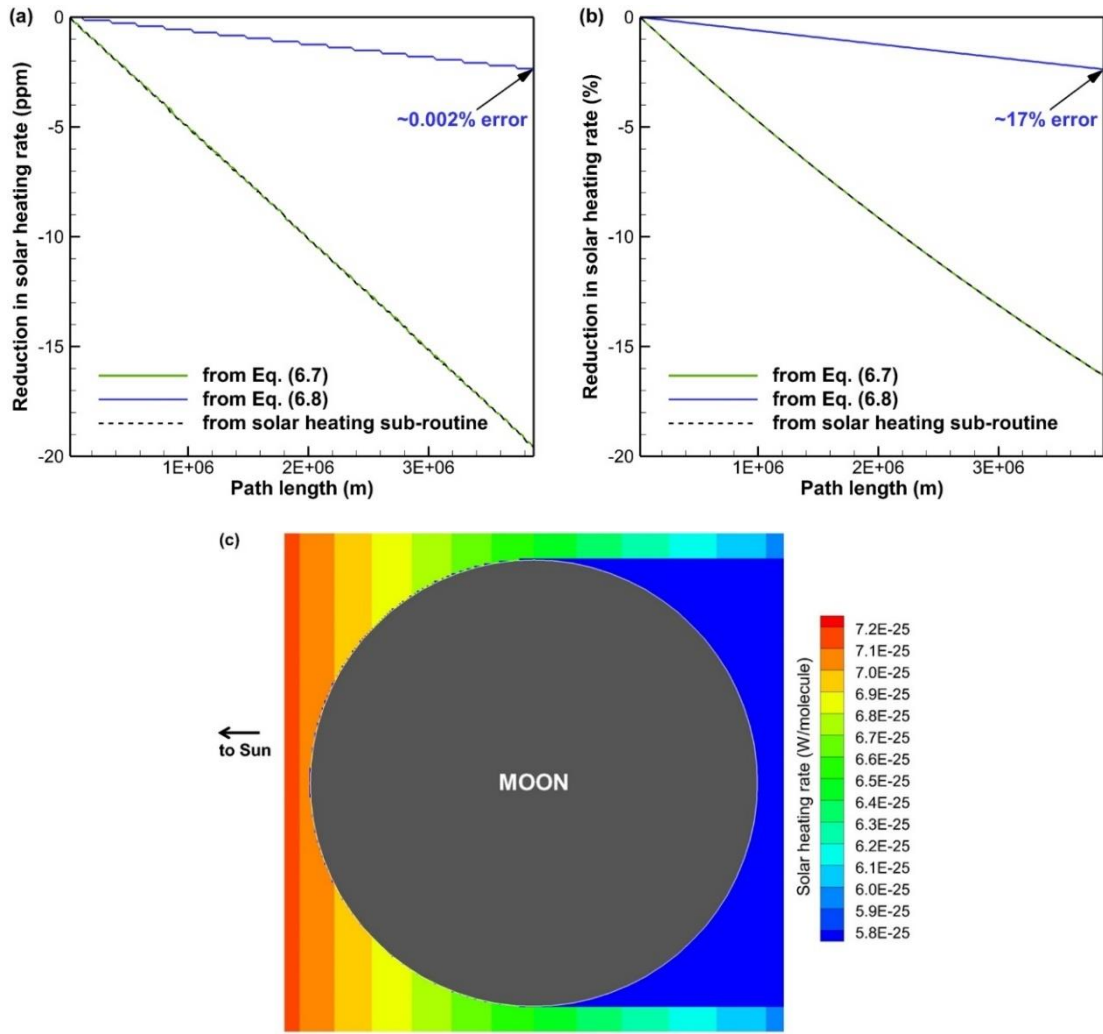 (a)
Reduction in solar heating rate (ppm)
0
-5
-10
-15
-20
~0.002% error
from Eq. (6.7)
from Eq. (6.8)
from solar heating sub-routine
1E+06
2E+06
3E+06
Path length (m)
(b)
Reduction in solar heating rate (%)
0
-5
-10
-15
-20
~17% error
from Eq. (6.7)
from Eq. (6.8)
from solar heating sub-routine
1E+06
2E+06
3E+06
Path length (m)
(c)
to Sun
MOON
Solar heating rate (W/molecule)
7.2E-25
7.1E-25
7.0E-25
6.9E-25
6.8E-25
6.7E-25
6.6E-25
6.5E-25
6.4E-25
6.3E-25
6.2E-25
6.1E-25
6.0E-25
5.9E-25
5.8E-25